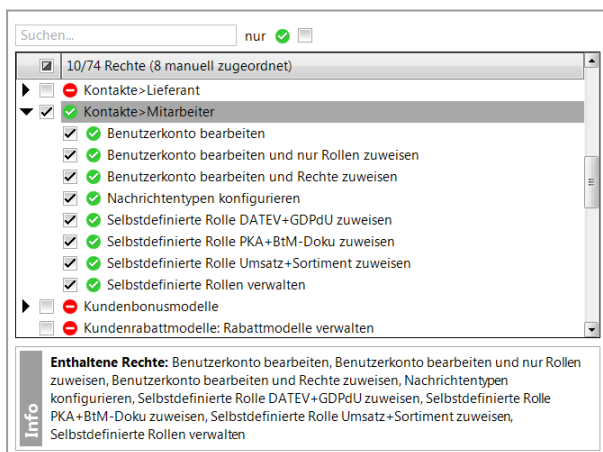 Suchen...
nur
10/74 Rechte (8 manuell zugeordnet)
Kontakte>Lieferant
Kontakte>Mitarbeiter
Benutzerkonto bearbeiten
Benutzerkonto bearbeiten und nur Rollen zuweisen
Benutzerkonto bearbeiten und Rechte zuweisen
Nachrichtentypen konfigurieren
Selbstdefinierte Rolle DATEV+GDPdU zuweisen
Selbstdefinierte Rolle PKA+BtM-Doku zuweisen
Selbstdefinierte Rolle Umsatz+Sortiment zuweisen
Selbstdefinierte Rollen verwalten
Kundenbonusmodelle
Kundenrabattmodelle: Rabattmodelle verwalten
Info
Enthaltene Rechte: Benutzerkonto bearbeiten, Benutzerkonto bearbeiten und nur Rollen
zuweisen, Benutzerkonto bearbeiten und Rechte zuweisen, Nachrichtentypen
konfigurieren, Selbstdefinierte Rolle DATEV+GDPdU zuweisen, Selbstdefinierte Rolle
PKA+BtM-Doku zuweisen, Selbstdefinierte Rolle Umsatz+Sortiment zuweisen,
Selbstdefinierte Rollen verwalten